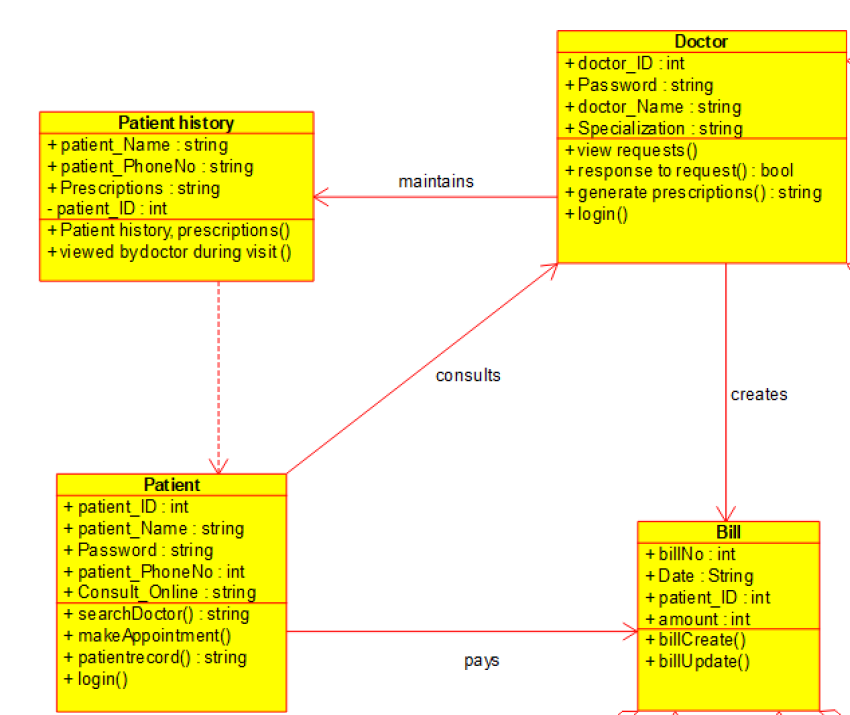 Doctor
+ doctor_ID : int
+ Password : string
+ doctor_Name : string
+ Specialization : string
+ view requests()
+ response to request() : bool
+ generate prescriptions() : string
+ login()
Patient history
+ patient_Name : string
+ patient_PhoneNo : string
+ Prescriptions : string
- patient_ID : int
+ Patient history, prescriptions()
+ viewed by doctor during visit ()
maintains
consults
creates
Patient
+ patient_ID : int
+ patient_Name : string
+ Password : string
+ patient_PhoneNo : int
+ Consult_Online : string
+ searchDoctor() : string
+ makeAppointment()
+ patientrecord() : string
+ login()
pays
Bill
+ billNo : int
+ Date : String
+ patient_ID : int
+ amount : int
+ billCreate()
+ billUpdate()